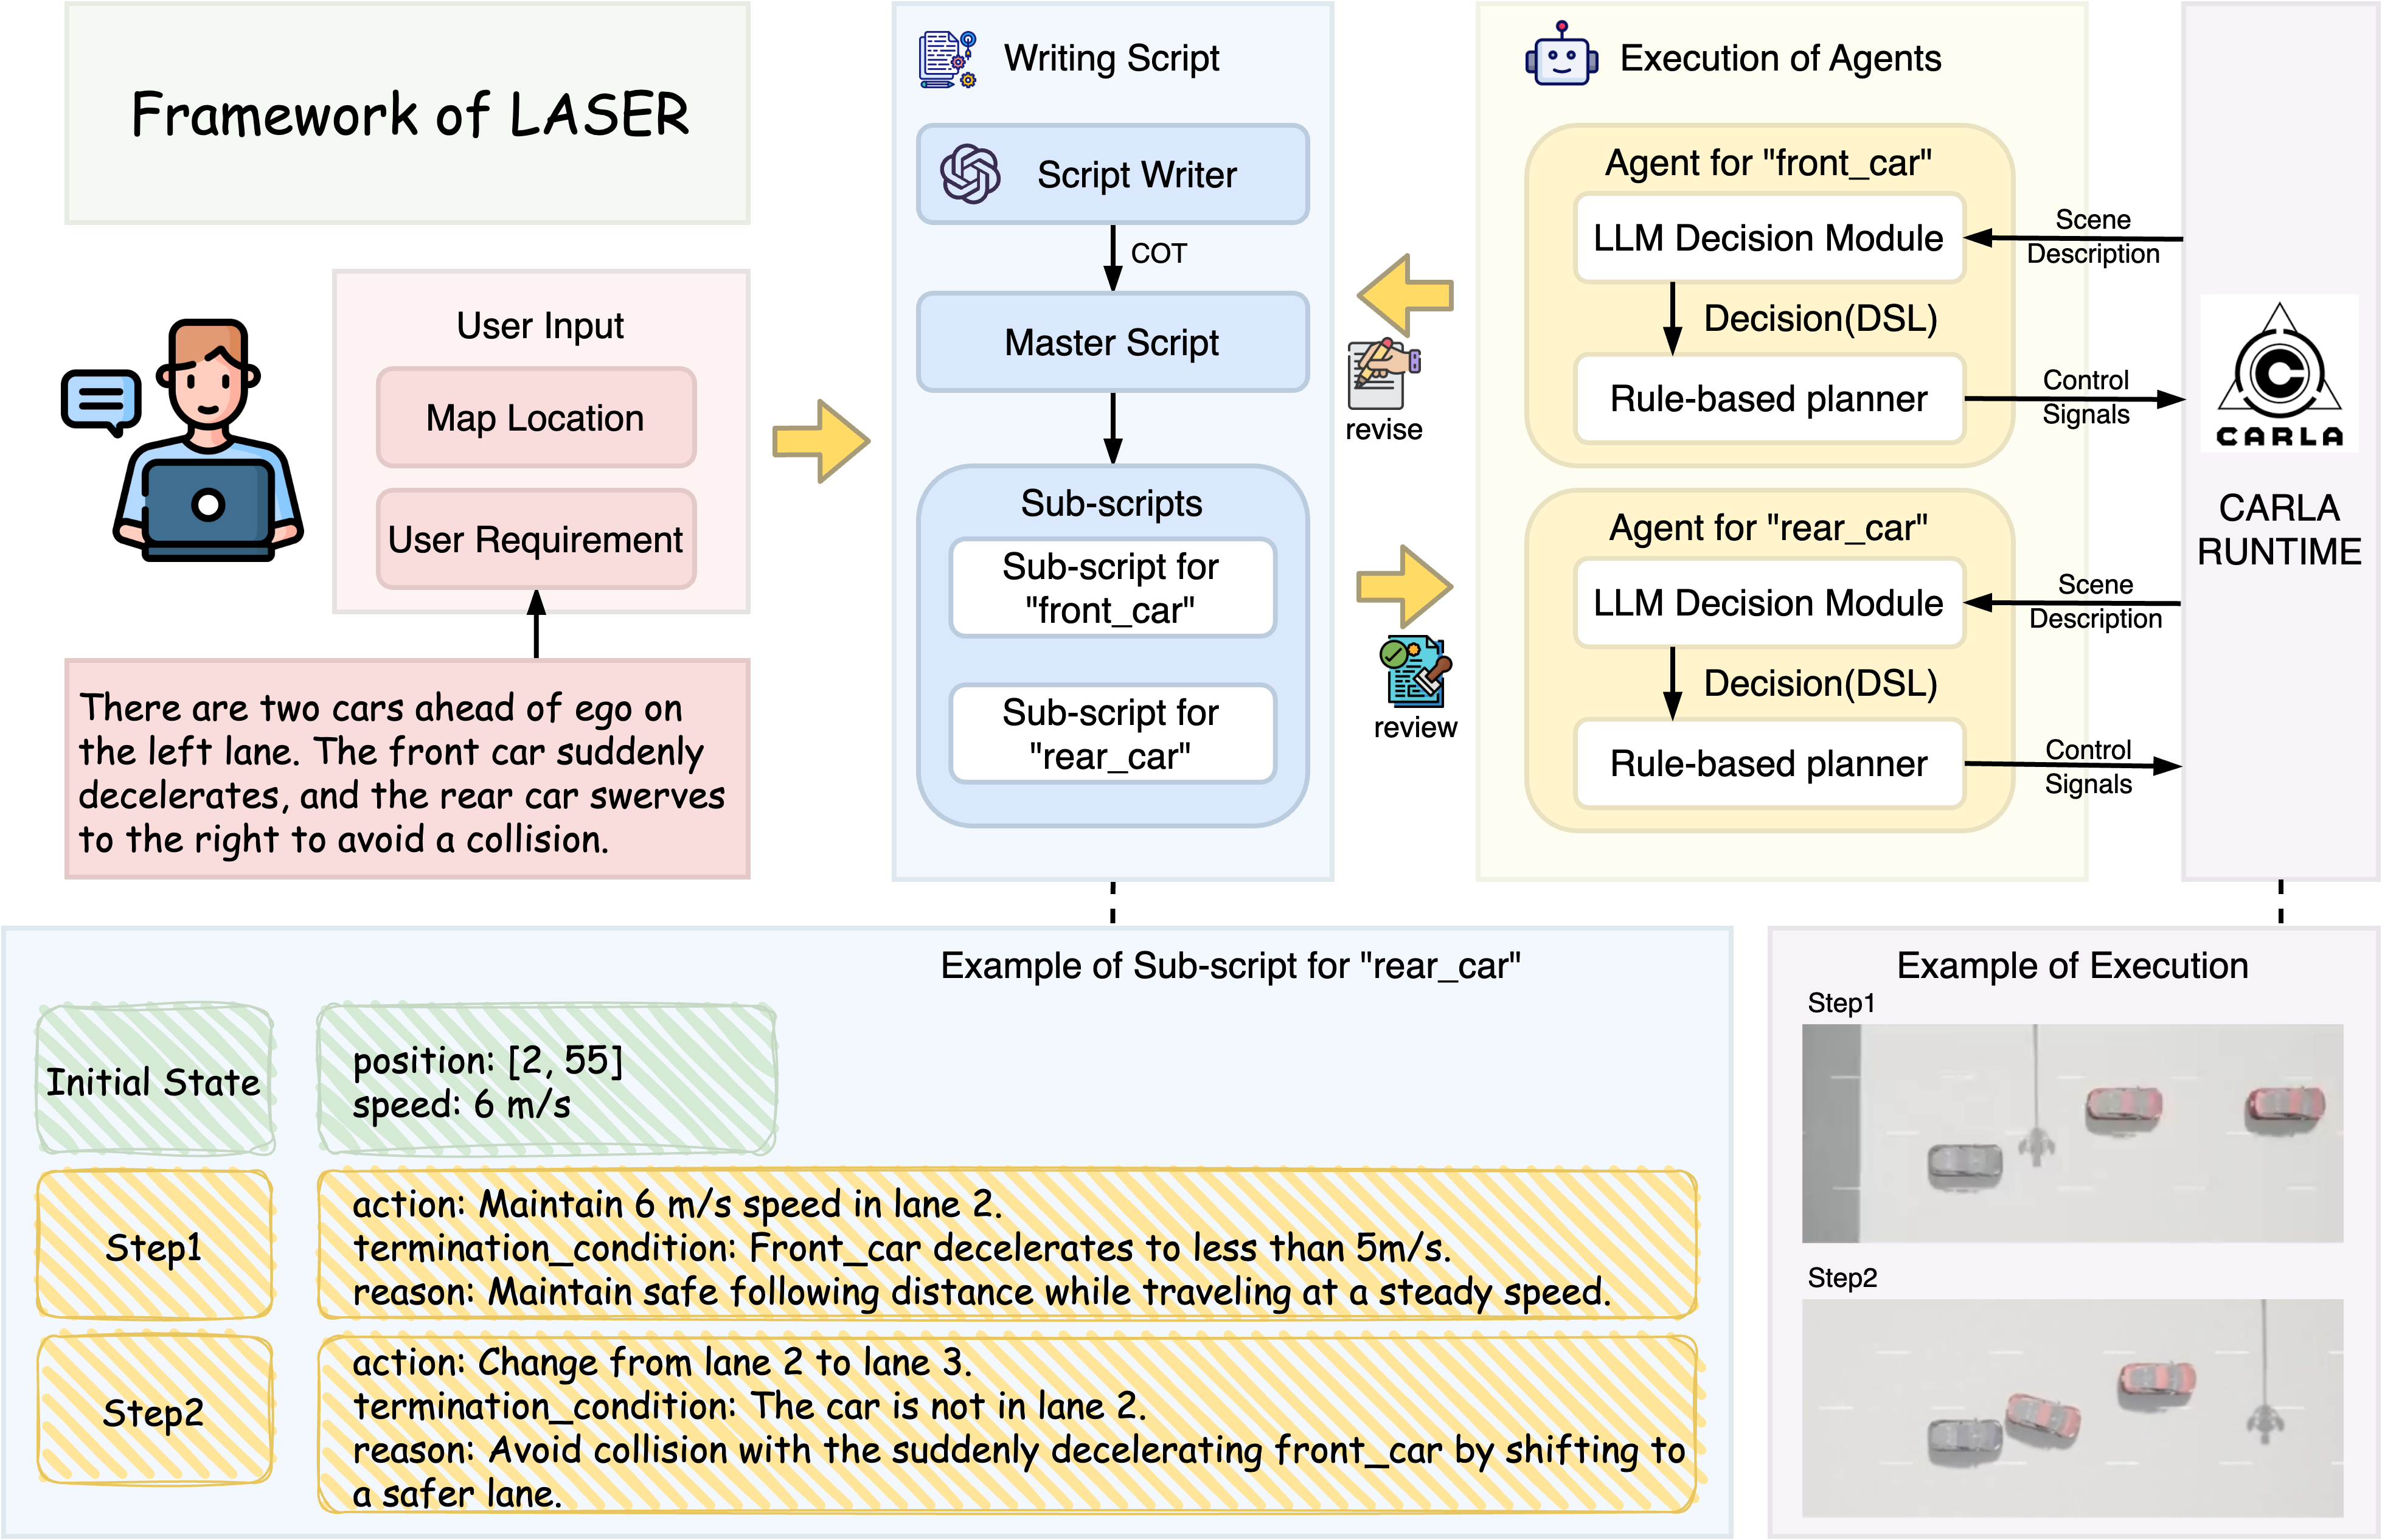 Framework of LASER
User Input
Map Location
User Requirement
There are two cars ahead of ego on
the left lane. The front car suddenly
decelerates, and the rear car swerves
to the right to avoid a collision.
Writing Script
Script Writer
COT
Master Script
Sub-scripts
Sub-script for
"front_car"
Sub-script for
"rear_car"
revise
review
Execution of Agents
Agent for "front_car"
LLM Decision Module
Decision(DSL)
Rule-based planner
Agent for "rear_car"
LLM Decision Module
Decision(DSL)
Rule-based planner
Scene
Description
Control
Signals
Scene
Description
Control
Signals
CARLA
CARLA
RUNTIME
Example of Sub-script for "rear_car"
Initial State
position: [2, 55]
speed: 6 m/s
Step1
action: Maintain 6 m/s speed in lane 2.
termination_condition: Front_car decelerates to less than 5m/s.
reason: Maintain safe following distance while traveling at a steady speed.
Step2
action: Change from lane 2 to lane 3.
termination_condition: The car is not in lane 2.
reason: Avoid collision with the suddenly decelerating front_car by shifting to
a safer lane.
Example of Execution
Step1
Step2